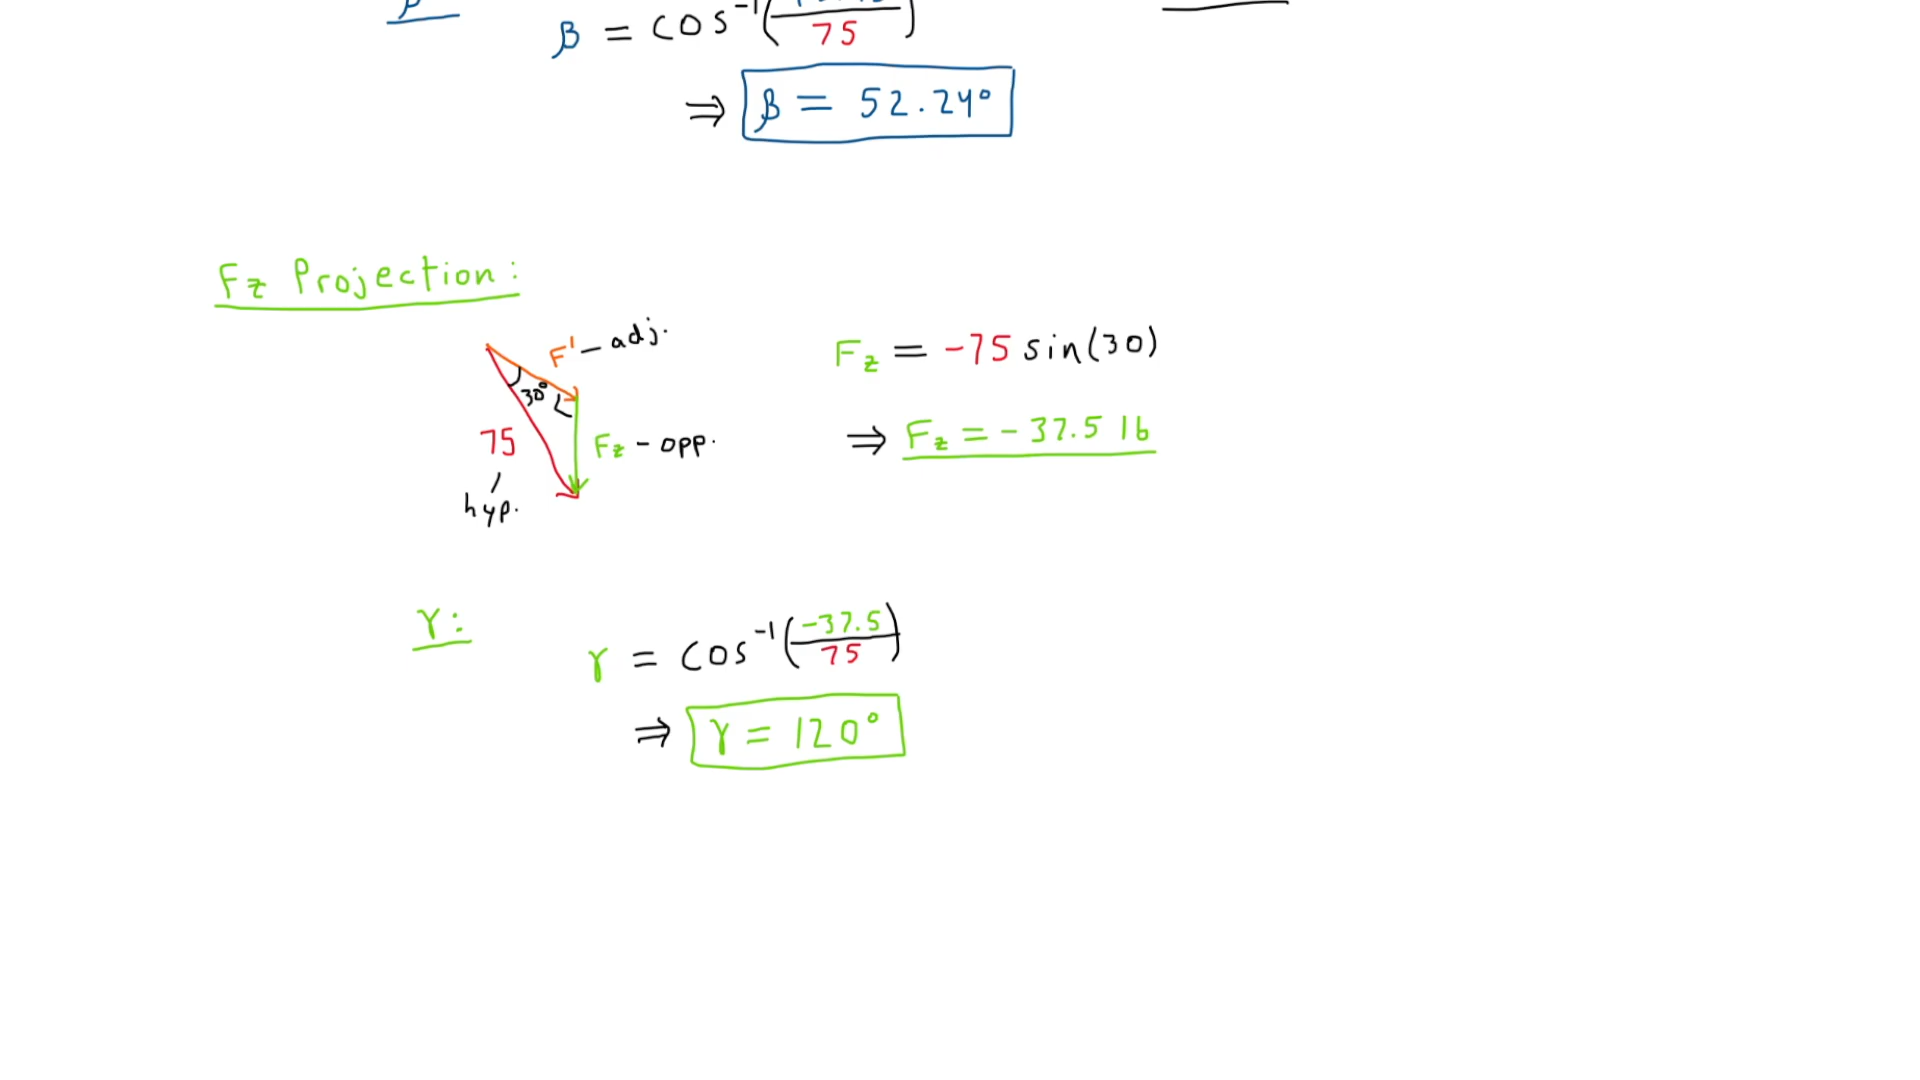 β:
β = cos⁻¹( /75)
⇒ β = 52.24°
Fz Projection:
F' – adj.
30°
75
hyp.
Fz – opp.
Fz = -75 sin(30)
⇒ Fz = -37.5 lb
γ:
γ = cos⁻¹(-37.5/75)
⇒ γ = 120°